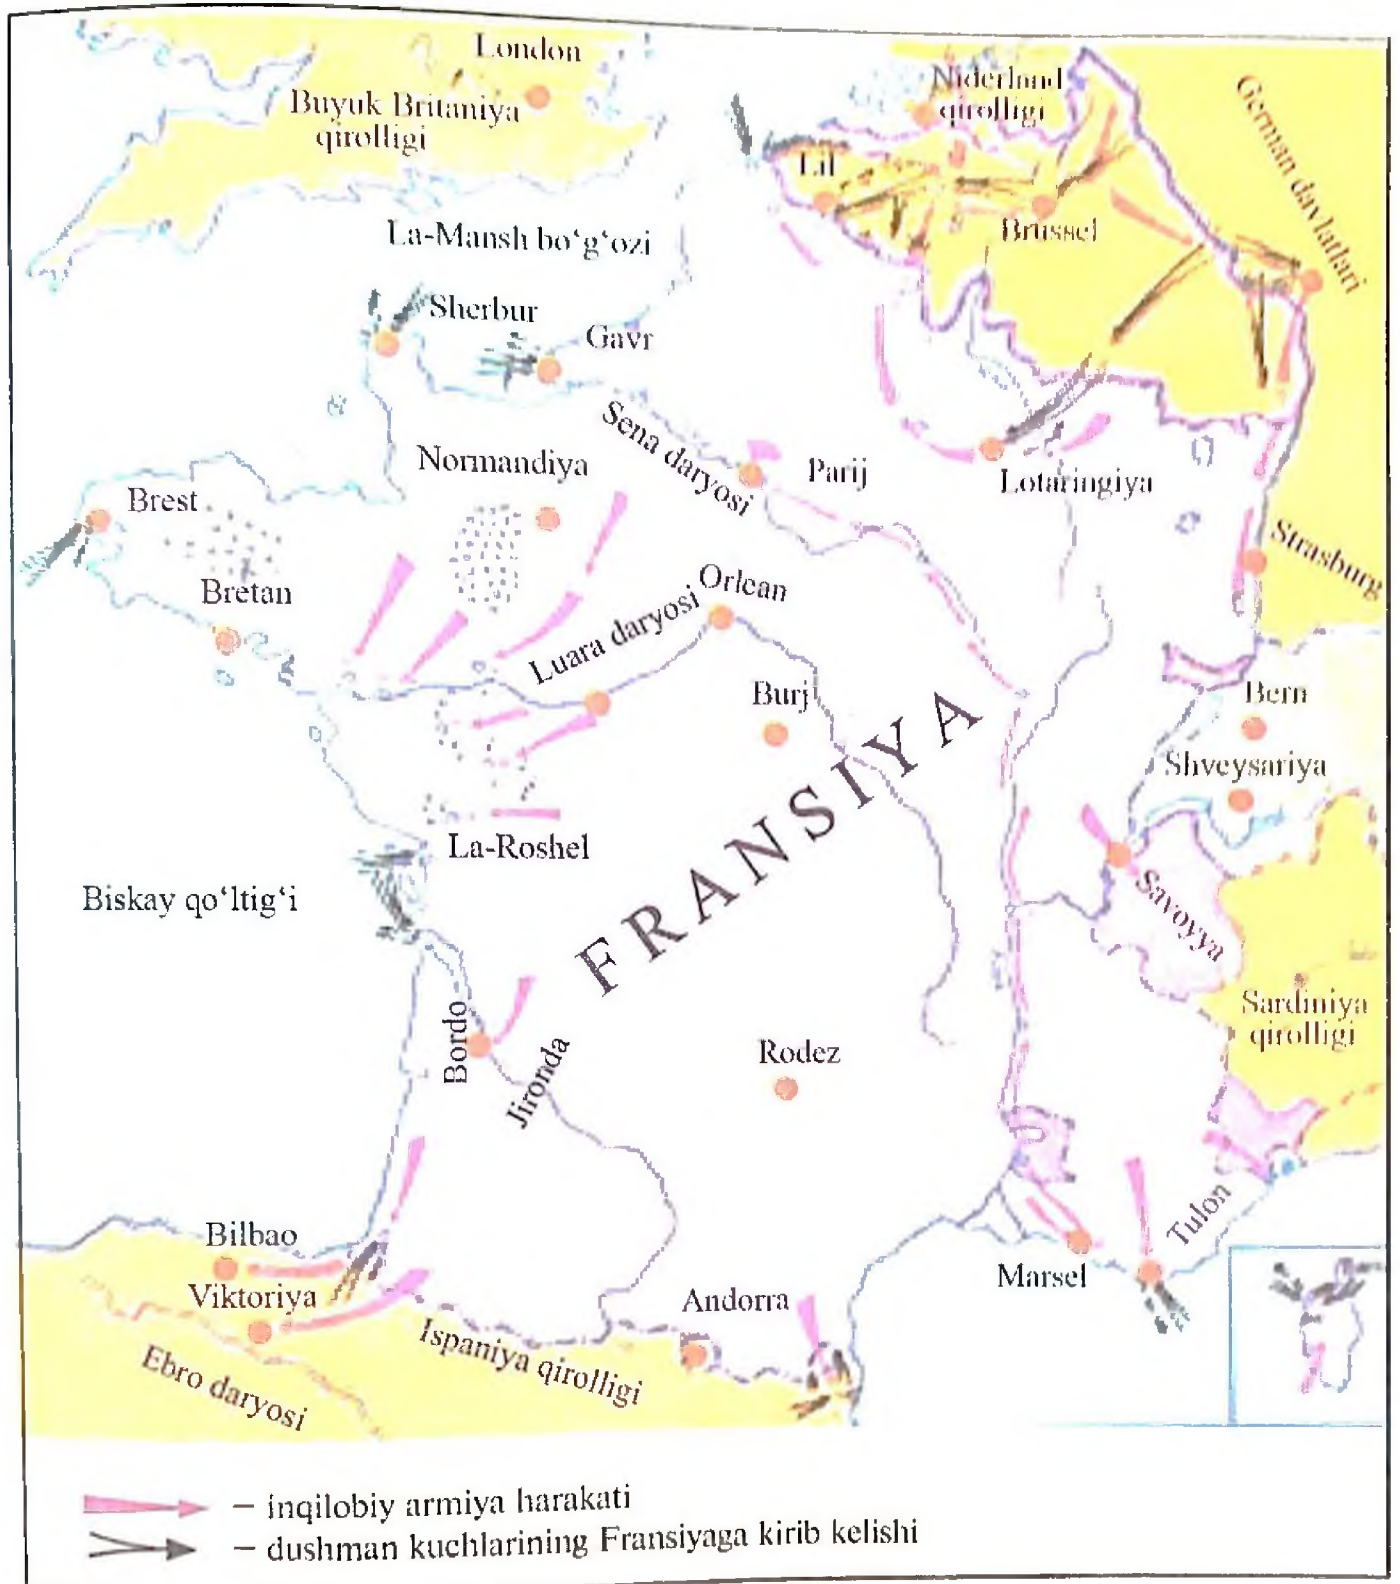 London
Buyuk Britaniya
qirolligi
Niderland
qirolligi
German davlatlari
Lil
Brussel
La-Mansh bo‘g‘ozi
Sherbur
Gavr
Sena daryosi
Normandiya
Parij
Lotaringiya
Brest
Strasburg
Bretan
Orlean
Luara daryosi
Burj
Bern
Shveysariya
FRANSIYA
La-Roshel
Biskay qo‘ltig‘i
Savoyya
Sardiniya
qirolligi
Bordo
Jironda
Rodez
Tulon
Bilbao
Marsel
Viktoriya
Andorra
Ispaniya qirolligi
Ebro daryosi
– inqilobiy armiya harakati
– dushman kuchlarining Fransiyaga kirib kelishi